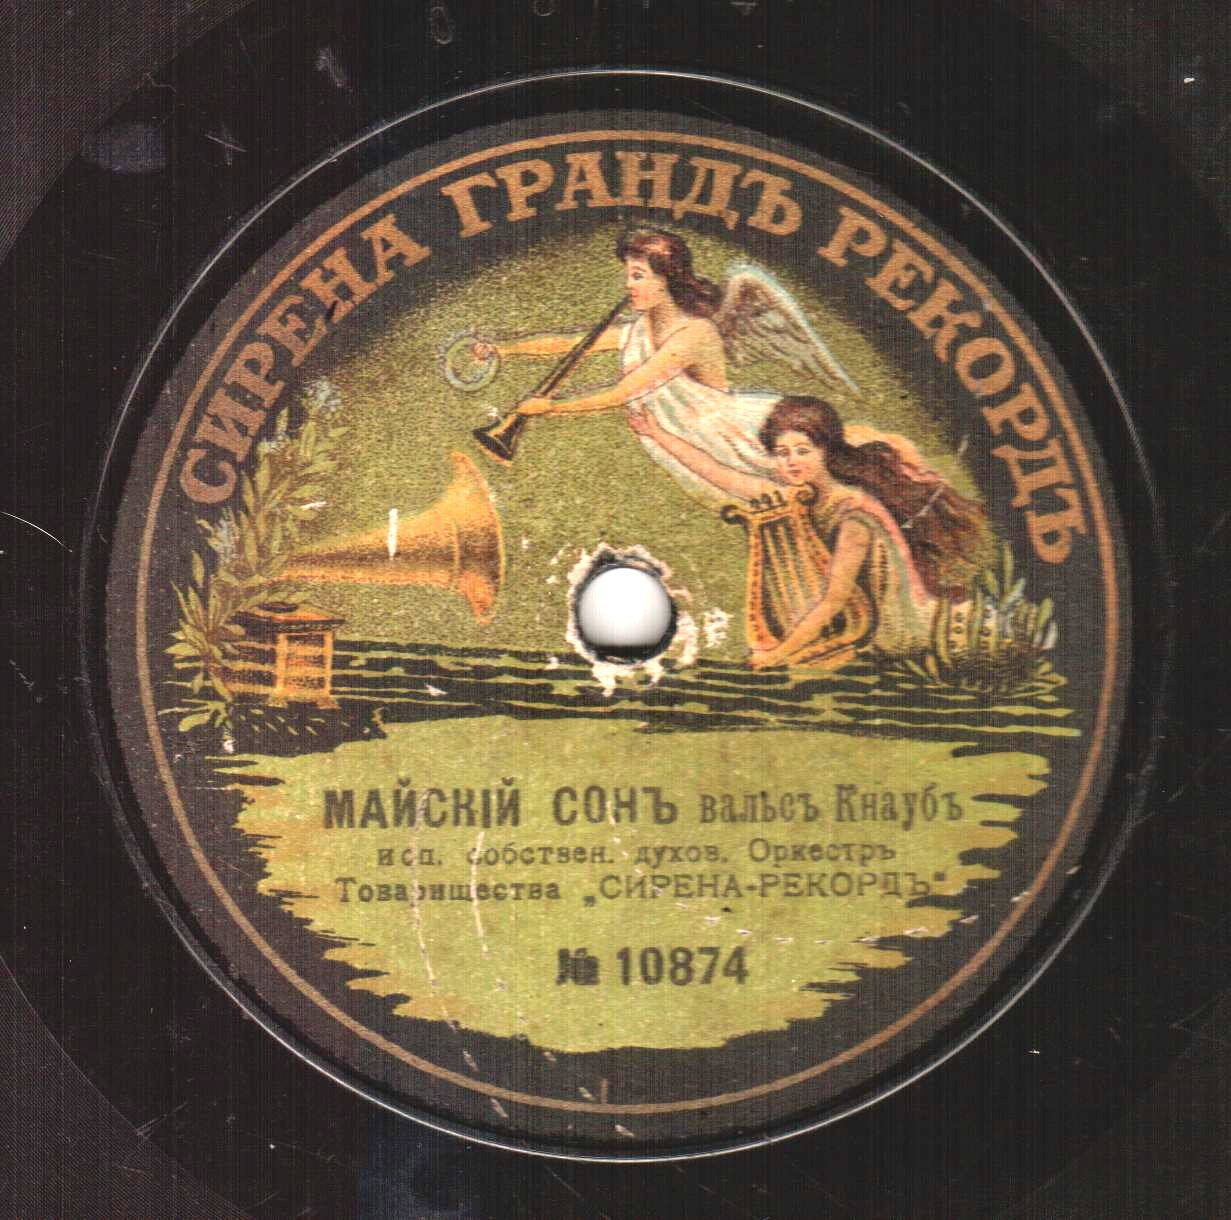 СИРЕНА ГРАНДЪ РЕКОРДЪ
МАЙСКІЙ СОНЪ вальсъ Кнаубъ
исп. собствен. духов. Оркестръ
Товарищества „СИРЕНА-РЕКОРДЪ“
№ 10874